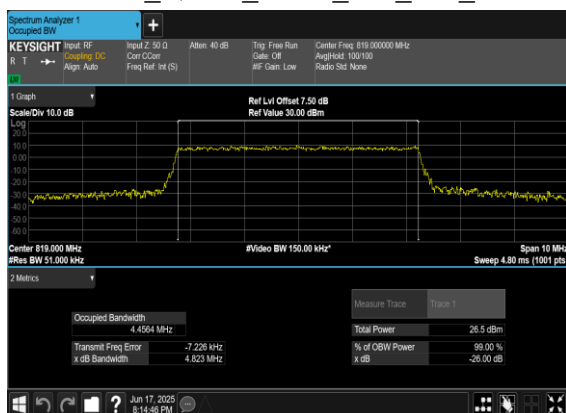 Spectrum Analyzer 1
Occupied BW
KEYSIGHT
R T
Input: RF
Coupling: DC
Align: Auto
Input Z: 50 Ω
Corr CCorr
Freq Ref: Int (S)
Atten: 40 dB
Trig: Free Run
Gate: Off
#IF Gain: Low
Center Freq: 819.000000 MHz
Avg|Hold: 100/100
Radio Std: None
1 Graph
Scale/Div 10.0 dB
Ref Lvl Offset 7.50 dB
Ref Value 30.00 dBm
Log
20.0
10.0
0.00
-10.0
-20.0
-30.0
-40.0
-50.0
-60.0
Center 819.000 MHz
#Res BW 51.000 kHz
#Video BW 150.00 kHz*
Span 10 MHz
Sweep 4.80 ms (1001 pts
2 Metrics
Measure Trace Trace 1
Occupied Bandwidth
4.4564 MHz
Total Power 26.5 dBm
Transmit Freq Error -7.226 kHz
% of OBW Power 99.00 %
x dB Bandwidth 4.823 MHz
x dB -26.00 dB
?
Jun 17, 2025
8:14:46 PM